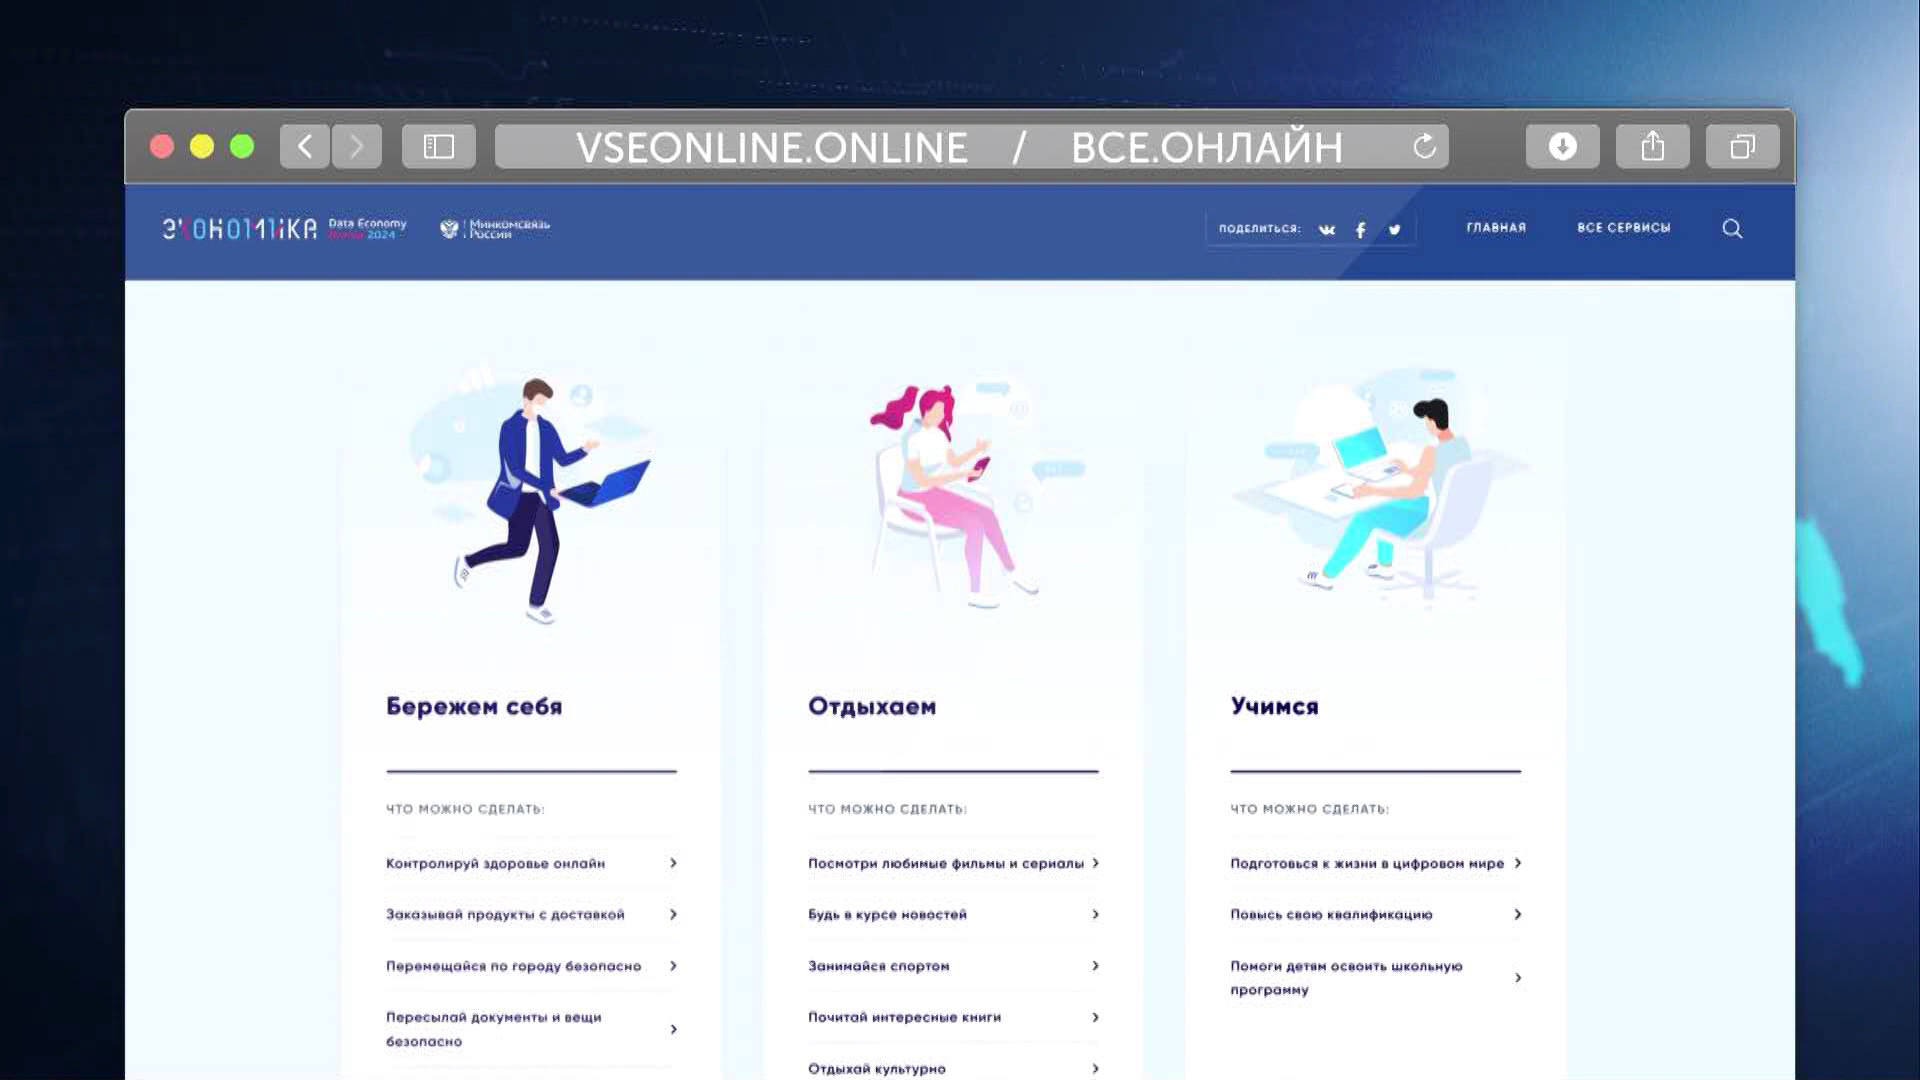 VSEONLINE.ONLINE / ВСЕ.ОНЛАЙН
Data Economy
2024
Минкомсвязь
России
ПОДЕЛИТЬСЯ:
ГЛАВНАЯ
ВСЕ СЕРВИСЫ
Бережем себя
ЧТО МОЖНО СДЕЛАТЬ:
Контролируй здоровье онлайн
Заказывай продукты с доставкой
Перемещайся по городу безопасно
Пересылай документы и вещи
безопасно
Отдыхаем
ЧТО МОЖНО СДЕЛАТЬ:
Посмотри любимые фильмы и сериалы
Будь в курсе новостей
Занимайся спортом
Почитай интересные книги
Отдыхай культурно
Учимся
ЧТО МОЖНО СДЕЛАТЬ:
Подготовься к жизни в цифровом мире
Повысь свою квалификацию
Помоги детям освоить школьную
программу